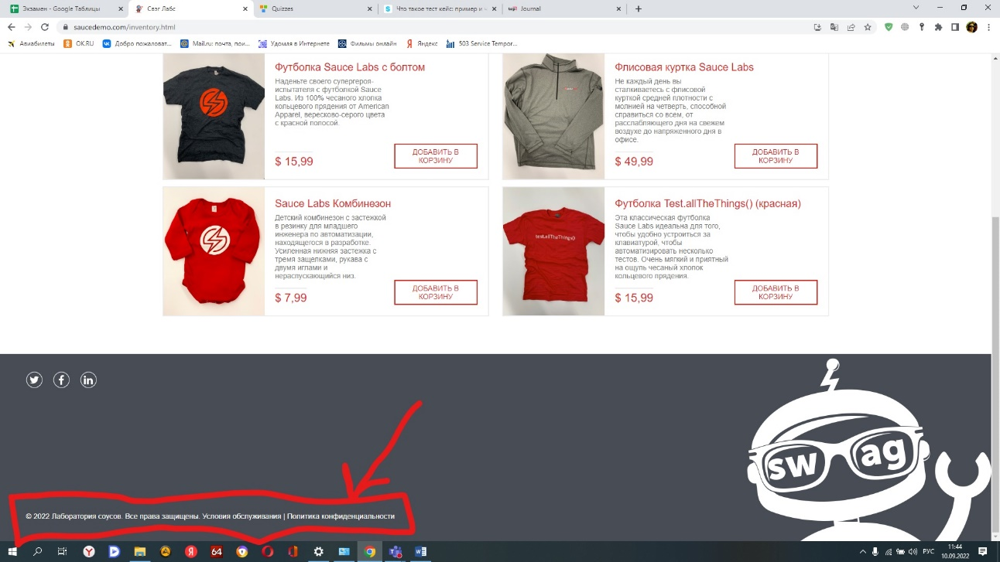 Экзамен - Google Таблицы
Свэг Лабс
Quizzes
Что такое тест кейс: пример и
Journal
saucedemo.com/inventory.html
Авиабилеты
OK.RU
Добро пожаловат...
Mail.ru: почта, пои...
Удомля в Интернете
Фильмы онлайн
Яндекс
503 Service Tempor...
Футболка Sauce Labs с болтом
Наденьте своего супергероя-
испытателя с футболкой Sauce
Labs. Из 100% чесаного хлопка
кольцевого прядения от American
Apparel, вересково-серого цвета
с красной полосой.
$ 15,99
ДОБАВИТЬ В
КОРЗИНУ
Флисовая куртка Sauce Labs
Не каждый день вы
сталкиваетесь с флисовой
курткой средней плотности с
молнией на четверть, способной
справиться со всем, от
расслабляющего дня на свежем
воздухе до напряженного дня в
офисе.
$ 49,99
ДОБАВИТЬ В
КОРЗИНУ
Sauce Labs Комбинезон
Детский комбинезон с застежкой
в резинку для младшего
инженера по автоматизации,
находящегося в разработке.
Усиленная нижняя застежка с
тремя защелками, рукава с
двумя иглами и
нераспускающийся низ.
$ 7,99
ДОБАВИТЬ В
КОРЗИНУ
test.allTheThings()
Футболка Test.allTheThings() (красная)
Эта классическая футболка
Sauce Labs идеальна для того,
чтобы удобно устроиться за
клавиатурой, чтобы
автоматизировать несколько
тестов. Очень мягкий и приятный
на ощупь чесаный хлопок
кольцевого прядения.
$ 15,99
ДОБАВИТЬ В
КОРЗИНУ
swag
© 2022 Лаборатория соусов. Все права защищены. Условия обслуживания | Политика конфиденциальности
64
РУС
11:44
10.09.2022